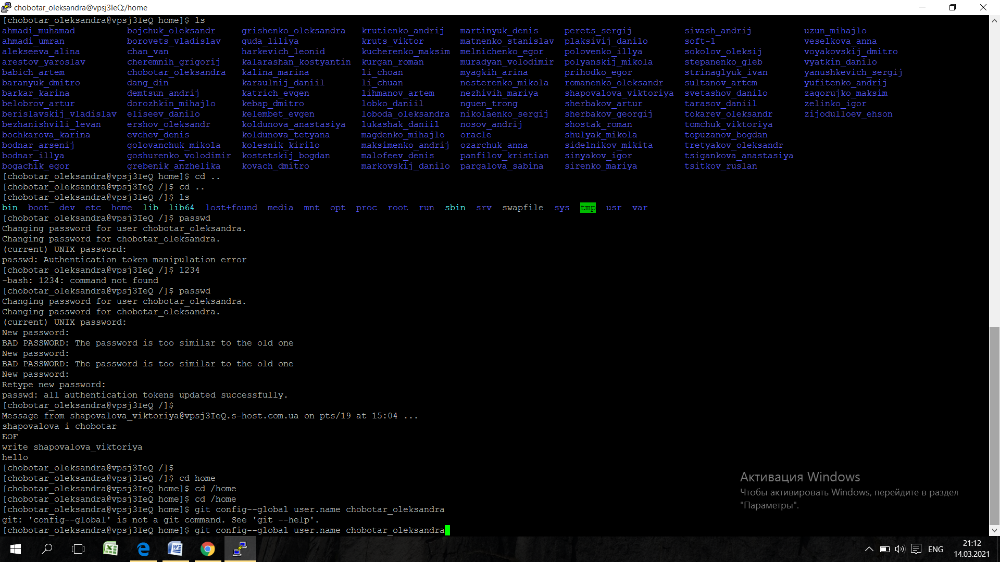 chobotar_oleksandra@vpsj3IeQ:/home
[chobotar_oleksandra@vpsj3IeQ home]$ ls
ahmadi_muhamad bojchuk_oleksandr grishenko_oleksandra krutienko_andrij martinyuk_denis perets_sergij sivash_andrij uzun_mihajlo
ahmadi_umran borovets_vladislav guda_liliya kruts_viktor matnenko_stanislav plaksivij_danilo soft-1 veselkova_anna
alekseeva_alina chan_van harkevich_leonid kucherenko_maksim melnichenko_egor polovenko_illya sokolov_oleksij voyakovskij_dmitro
arestov_yaroslav cheremnih_grigorij kalarashan_kostyantin kurgan_roman muradyan_volodimir polyanskij_mikola stepanenko_gleb vyatkin_danilo
babich_artem chobotar_oleksandra kalina_marina li_choan myagkih_arina prihodko_egor strinaglyuk_ivan yanushkevich_sergij
baranyuk_dmitro dang_din karaulnij_daniil li_chuan nesterenko_mikola romanenko_oleksandr sultanov_artem yufitenko_andrij
barkar_karina demtsun_andrij katrich_evgen lihmanov_artem nezhivih_mariya shapovalova_viktoriya svetashov_danilo zagorujko_maksim
belobrov_artur dorozhkin_mihajlo kebap_dmitro lobko_daniil nguen_trong sherbakov_artur tarasov_daniil zelinko_igor
berislavskij_vladislav eliseev_danilo kelembet_evgen loboda_oleksandra nikolaenko_sergij sherbakov_georgij tokarev_oleksandr zijodulloev_ehson
bezhanishvili_levan ershov_oleksandr koldunova_anastasiya lukashak_daniil nosov_andrij shostak_roman tomchuk_viktoriya
bochkarova_karina evchev_denis koldunova_tetyana magdenko_mihajlo oracle shulyak_mikola topuzanov_bogdan
bodnar_arsenij golovanchuk_mikola kolesnik_kirilo maksimenko_andrij ozarchuk_anna sidelnikov_mikita tretyakov_oleksandr
bodnar_illya goshurenko_volodimir kostetskij_bogdan malofeev_denis panfilov_kristian sinyakov_igor tsigankova_anastasiya
bogachik_egor grebenik_anzhelika kovach_dmitro markovskij_danilo pargalova_sabina sirenko_mariya tsitkov_ruslan
[chobotar_oleksandra@vpsj3IeQ home]$ cd ..
[chobotar_oleksandra@vpsj3IeQ /]$ cd ..
[chobotar_oleksandra@vpsj3IeQ /]$ ls
bin boot dev etc home lib lib64 lost+found media mnt opt proc root run sbin srv swapfile sys tmp usr var
[chobotar_oleksandra@vpsj3IeQ /]$ passwd
Changing password for user chobotar_oleksandra.
Changing password for chobotar_oleksandra.
(current) UNIX password:
passwd: Authentication token manipulation error
[chobotar_oleksandra@vpsj3IeQ /]$ 1234
-bash: 1234: command not found
[chobotar_oleksandra@vpsj3IeQ /]$ passwd
Changing password for user chobotar_oleksandra.
Changing password for chobotar_oleksandra.
(current) UNIX password:
New password:
BAD PASSWORD: The password is too similar to the old one
New password:
BAD PASSWORD: The password is too similar to the old one
New password:
Retype new password:
passwd: all authentication tokens updated successfully.
[chobotar_oleksandra@vpsj3IeQ /]$
Message from shapovalova_viktoriya@vpsj3IeQ.s-host.com.ua on pts/19 at 15:04 ...
shapovalova i chobotar
EOF
write shapovalova_viktoriya
hello
[chobotar_oleksandra@vpsj3IeQ /]$
[chobotar_oleksandra@vpsj3IeQ /]$ cd home
[chobotar_oleksandra@vpsj3IeQ home]$ cd /home
[chobotar_oleksandra@vpsj3IeQ home]$ cd /home
[chobotar_oleksandra@vpsj3IeQ home]$ git config--global user.name chobotar_oleksandra
git: 'config--global' is not a git command. See 'git --help'.
[chobotar_oleksandra@vpsj3IeQ home]$ git config--global user.name chobotar_oleksandra
Активация Windows
Чтобы активировать Windows, перейдите в раздел
"Параметры".
ENG
21:12
14.03.2021